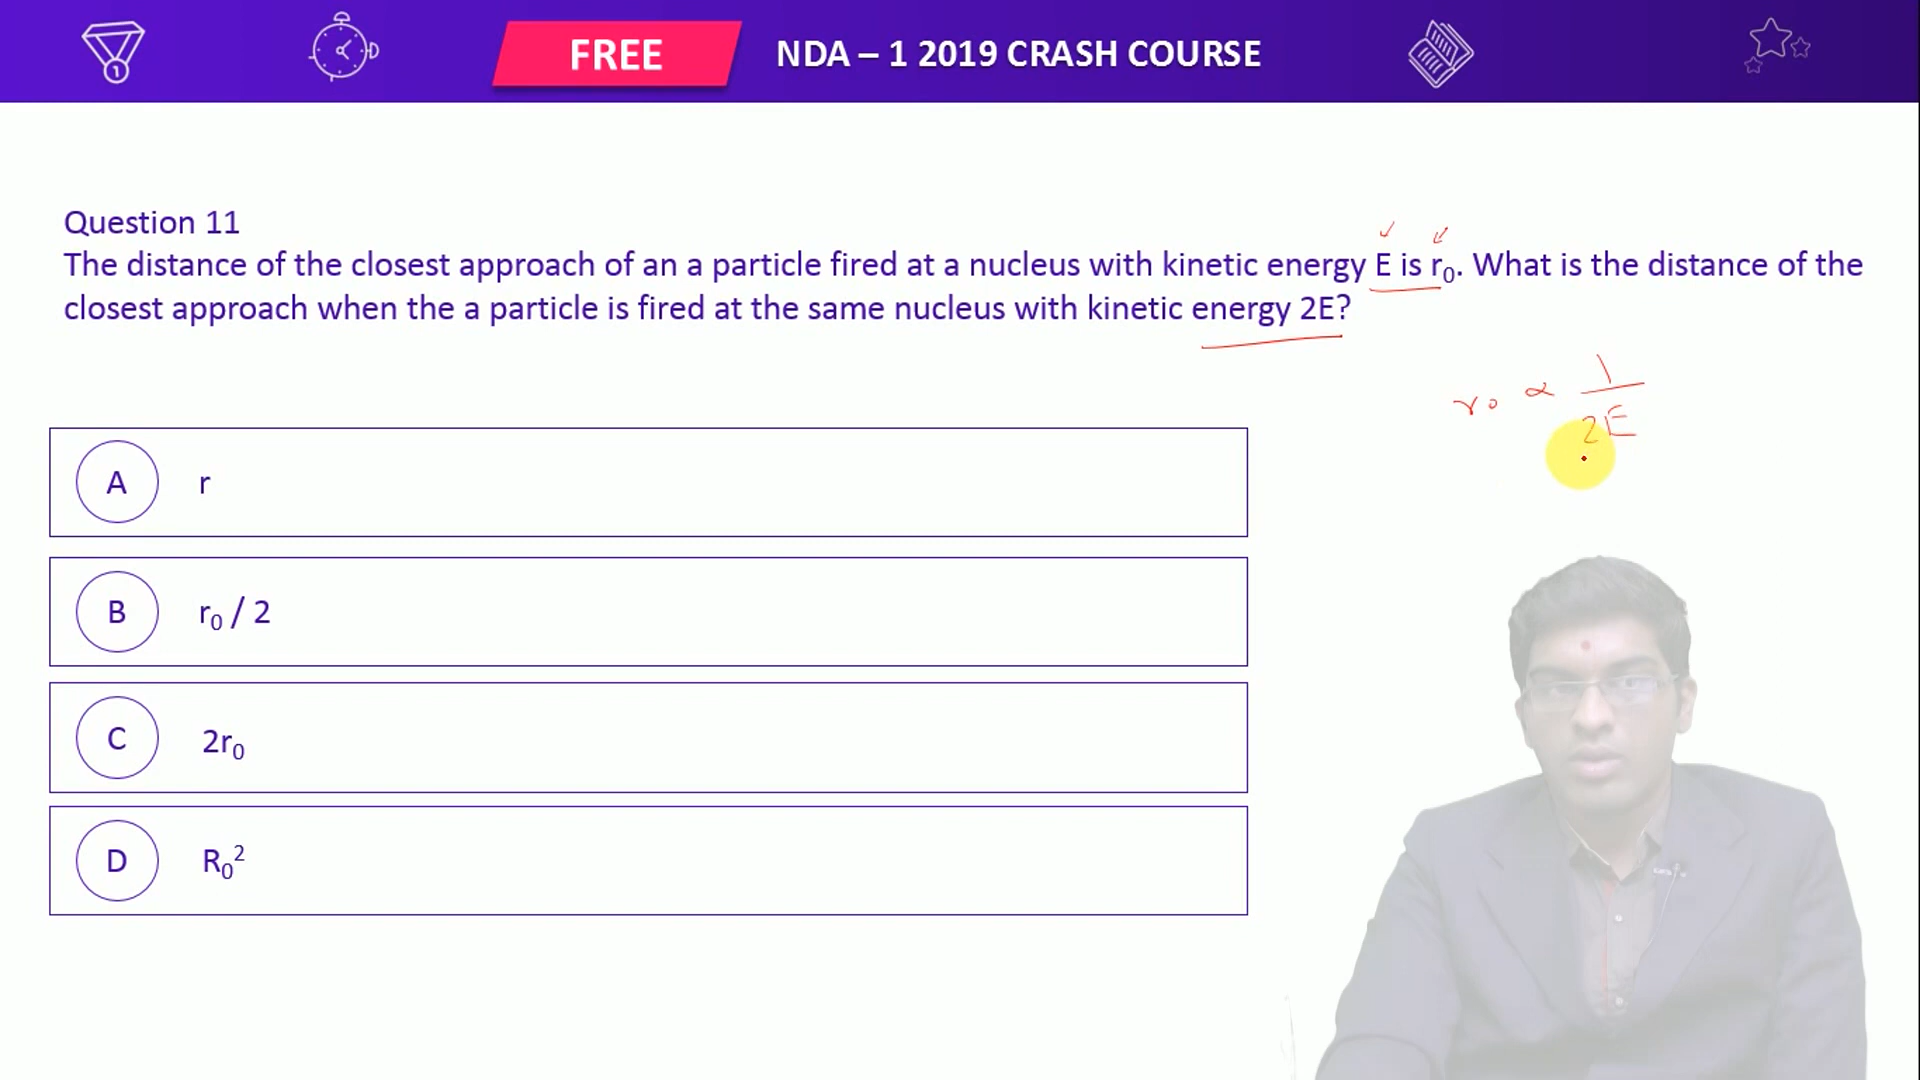 FREE
NDA – 1 2019 CRASH COURSE
Question 11
The distance of the closest approach of an a particle fired at a nucleus with kinetic energy E is r₀. What is the distance of the
closest approach when the a particle is fired at the same nucleus with kinetic energy 2E?
r₀ ∝ 1/2E
A r
B r₀ / 2
C 2r₀
D R₀²